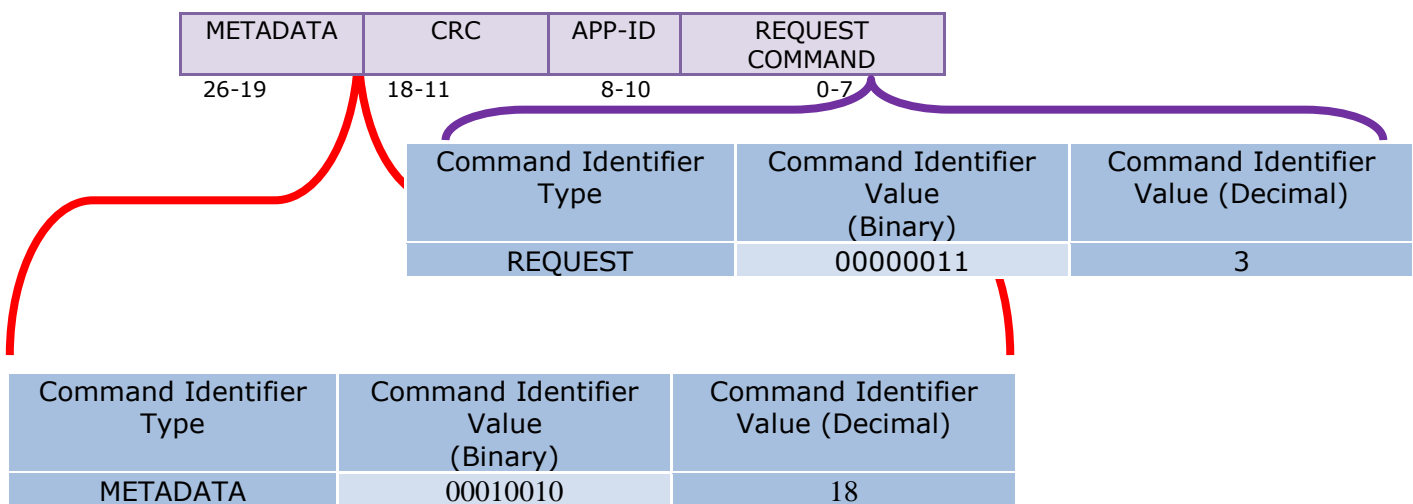 METADATA CRC APP-ID REQUEST
COMMAND
26-19 18-11 8-10 0-7
Command Identifier Command Identifier Command Identifier
Type Value Value (Decimal)
(Binary)
REQUEST 00000011 3
Command Identifier Command Identifier Command Identifier
Type Value Value (Decimal)
(Binary)
METADATA 00010010 18